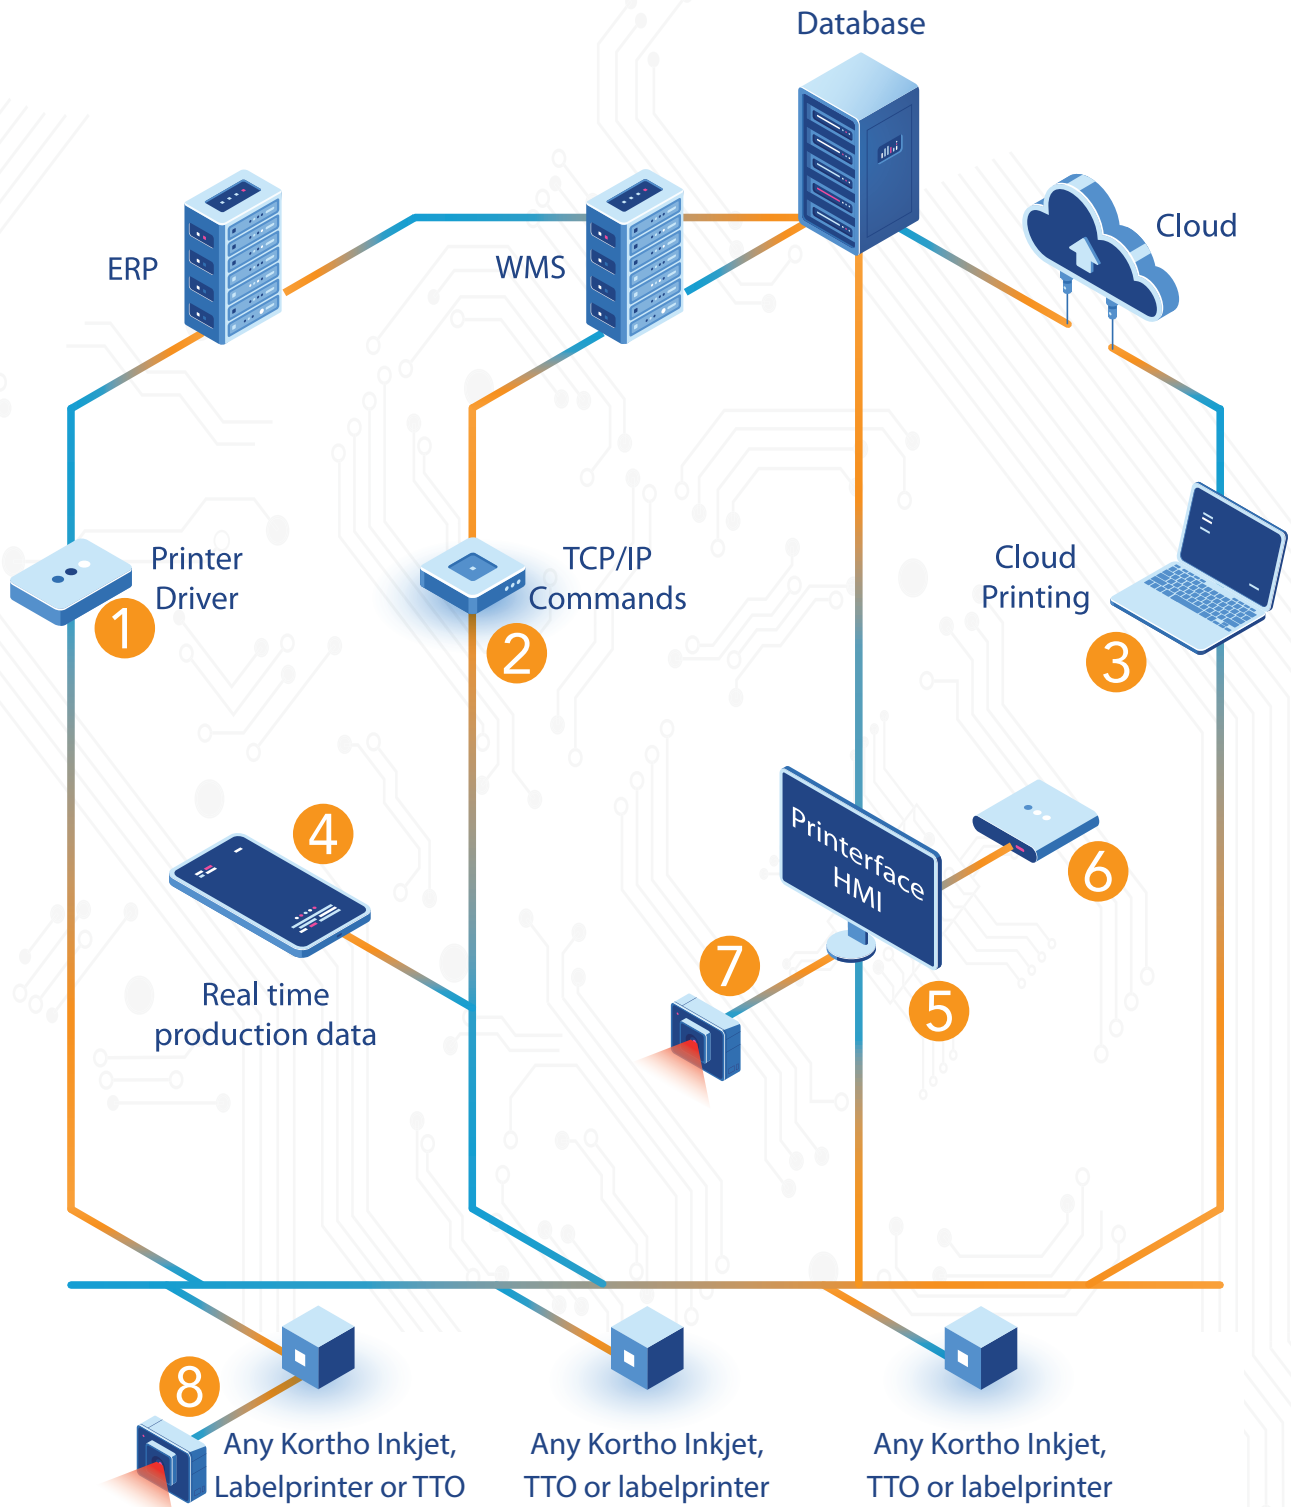 Database
Cloud
ERP
WMS
Printer
Driver
1
TCP/IP
Commands
2
Cloud
Printing
3
4
Real time
production data
Printerface
HMI
5
6
7
8
Any Kortho Inkjet,
Labelprinter or TTO
Any Kortho Inkjet,
TTO or labelprinter
Any Kortho Inkjet,
TTO or labelprinter